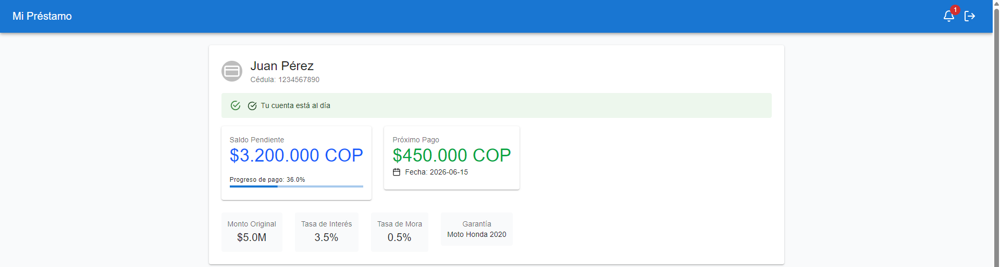 Mi Préstamo
1
Juan Pérez
Cédula: 1234567890
Tu cuenta está al día
Saldo Pendiente
$3.200.000 COP
Progreso de pago: 36.0%
Próximo Pago
$450.000 COP
Fecha: 2026-06-15
Monto Original
$5.0M
Tasa de Interés
3.5%
Tasa de Mora
0.5%
Garantía
Moto Honda 2020